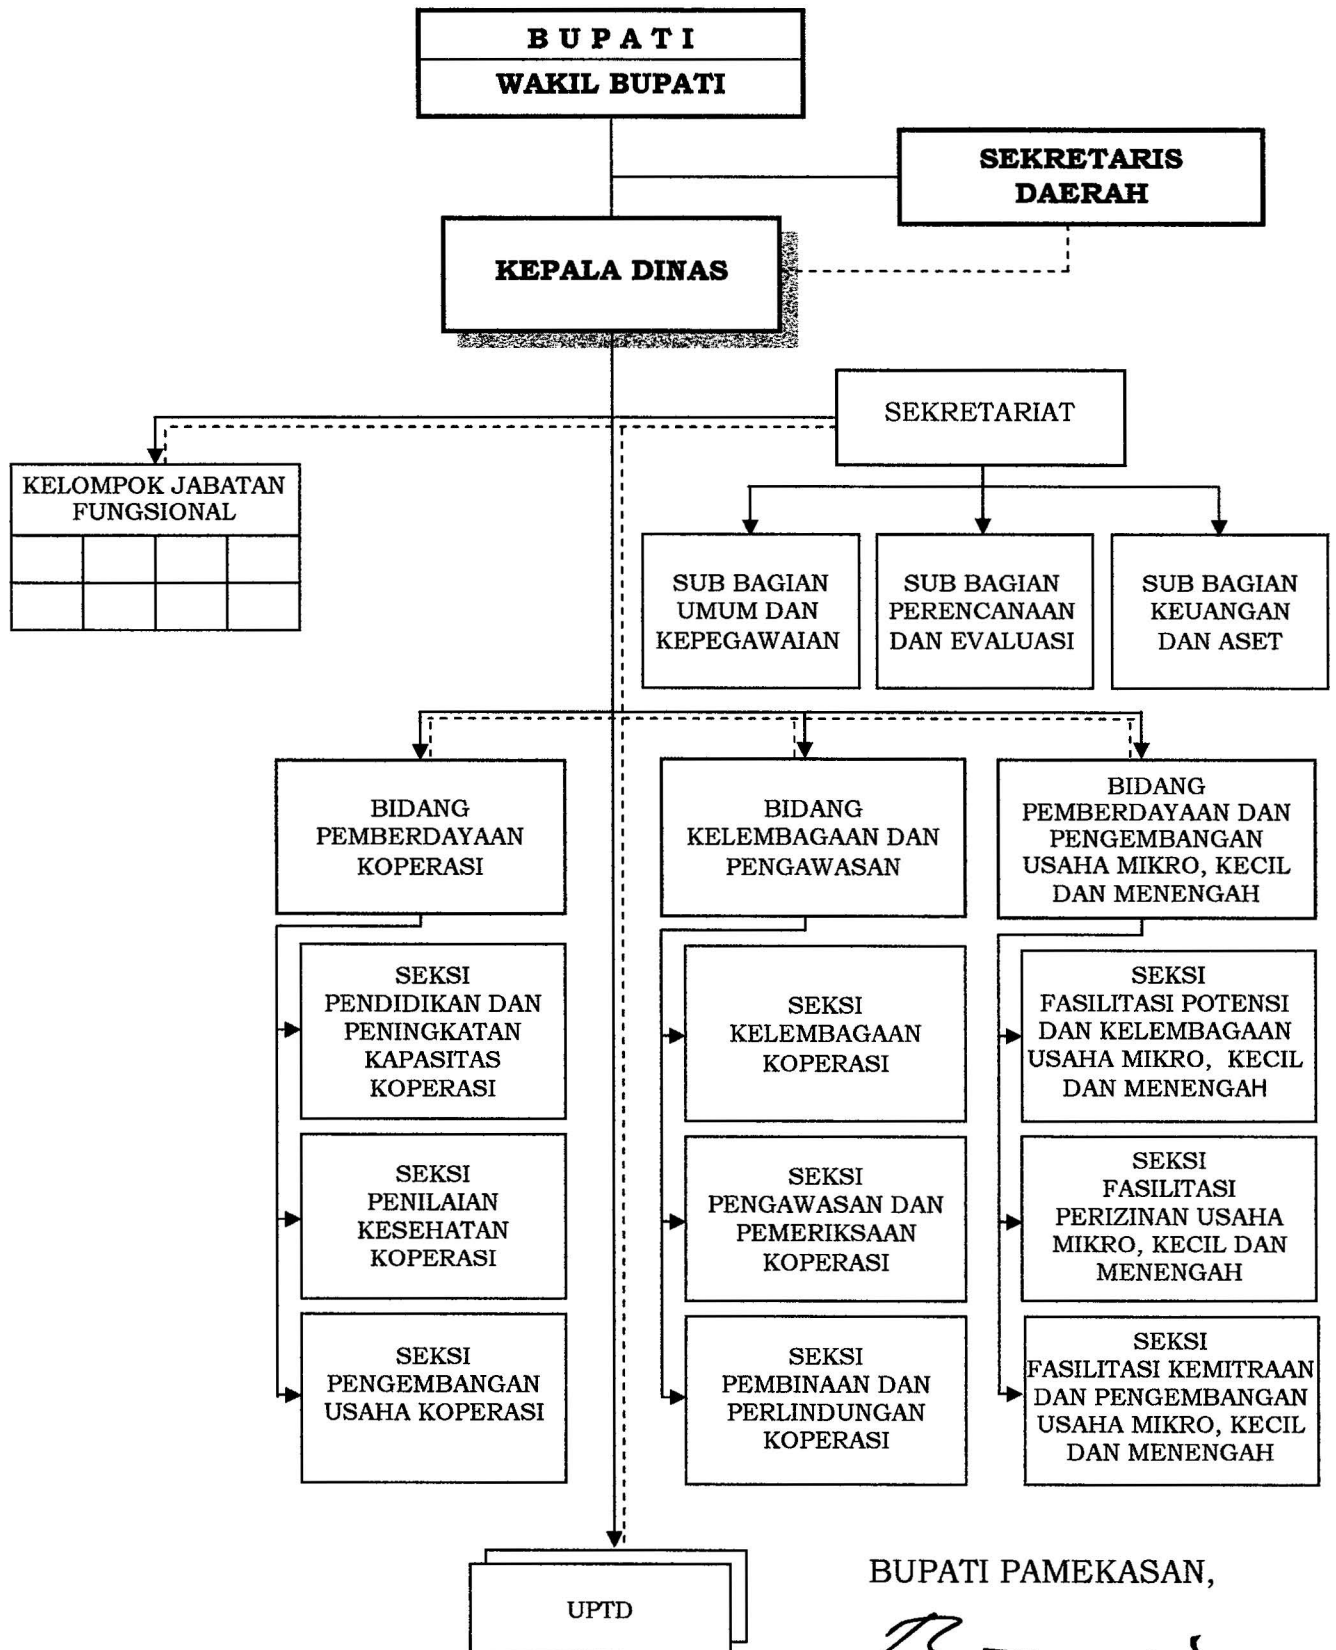 B U P A T I
WAKIL BUPATI
SEKRETARIS
DAERAH
KEPALA DINAS
SEKRETARIAT
KELOMPOK JABATAN
FUNGSIONAL
SUB BAGIAN
UMUM DAN
KEPEGAWAIAN
SUB BAGIAN
PERENCANAAN
DAN EVALUASI
SUB BAGIAN
KEUANGAN
DAN ASET
BIDANG
PEMBERDAYAAN
KOPERASI
BIDANG
KELEMBAGAAN DAN
PENGAWASAN
BIDANG
PEMBERDAYAAN DAN
PENGEMBANGAN
USAHA MIKRO, KECIL
DAN MENENGAH
SEKSI
PENDIDIKAN DAN
PENINGKATAN
KAPASITAS
KOPERASI
SEKSI
KELEMBAGAAN
KOPERASI
SEKSI
FASILITASI POTENSI
DAN KELEMBAGAAN
USAHA MIKRO, KECIL
DAN MENENGAH
SEKSI
PENILAIAN
KESEHATAN
KOPERASI
SEKSI
PENGAWASAN DAN
PEMERIKSAAN
KOPERASI
SEKSI
FASILITASI
PERIZINAN USAHA
MIKRO, KECIL DAN
MENENGAH
SEKSI
PENGEMBANGAN
USAHA KOPERASI
SEKSI
PEMBINAAN DAN
PERLINDUNGAN
KOPERASI
SEKSI
FASILITASI KEMITRAAN
DAN PENGEMBANGAN
USAHA MIKRO, KECIL
DAN MENENGAH
UPTD
BUPATI PAMEKASAN,